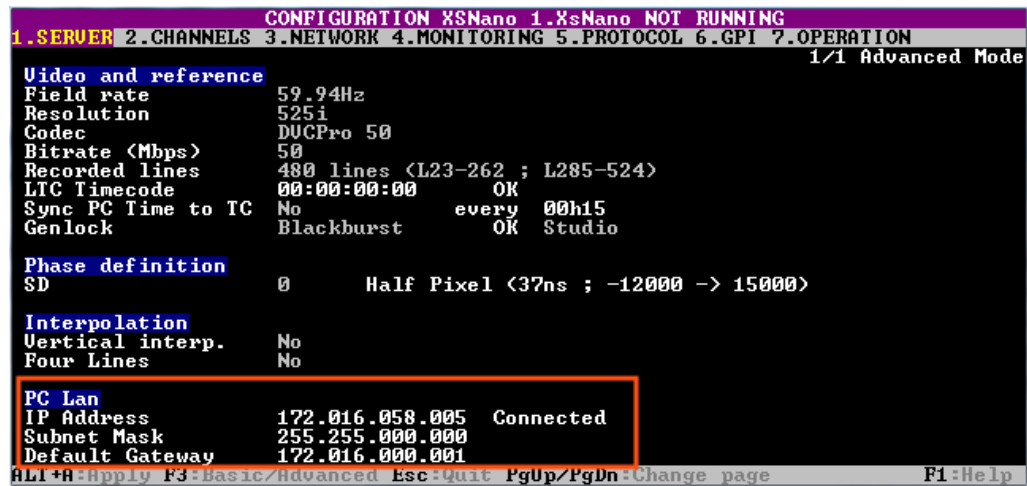 CONFIGURATION XSNano 1.XsNano NOT RUNNING
1.SERVER 2.CHANNELS 3.NETWORK 4.MONITORING 5.PROTOCOL 6.GPI 7.OPERATION
1/1 Advanced Mode
Video and reference
Field rate 59.94Hz
Resolution 525i
Codec DVCPro 50
Bitrate (Mbps) 50
Recorded lines 480 lines (L23-262 ; L285-524)
LTC Timecode 00:00:00:00 OK
Sync PC Time to TC No every 00h15
Genlock Blackburst OK Studio
Phase definition
SD 0 Half Pixel (37ns ; -12000 -> 15000)
Interpolation
Vertical interp. No
Four Lines No
PC Lan
IP Address 172.016.058.005 Connected
Subnet Mask 255.255.000.000
Default Gateway 172.016.000.001
ALT+A:Apply F3:Basic/Advanced Esc:Quit PgUp/PgDn:Change page F1:Help